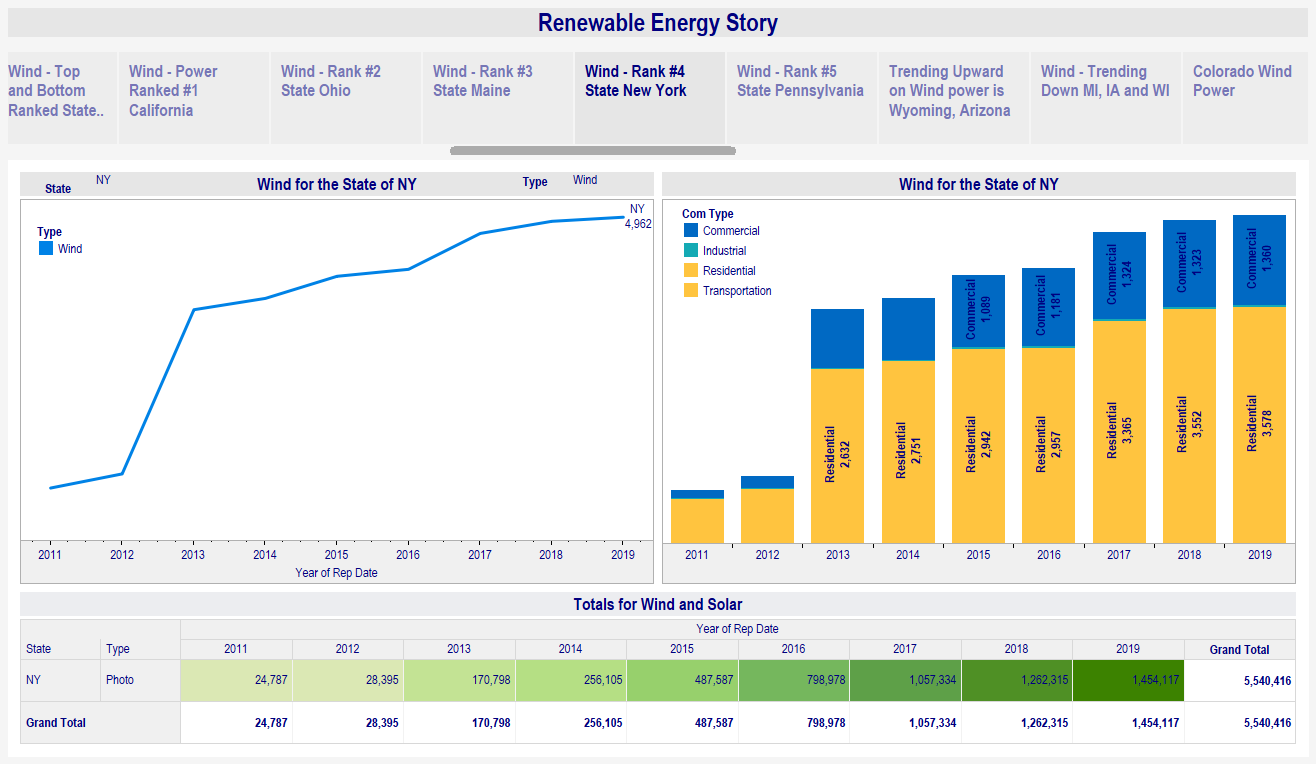 Renewable Energy Story
Wind - Top
and Bottom
Ranked State..
Wind - Power
Ranked #1
California
Wind - Rank #2
State Ohio
Wind - Rank #3
State Maine
Wind - Rank #4
State New York
Wind - Rank #5
State Pennsylvania
Trending Upward
on Wind power is
Wyoming, Arizona
Wind - Trending
Down MI, IA and WI
Colorado Wind
Power
State NY
Wind for the State of NY
Type Wind
Type
Wind
NY
4,962
2011 2012 2013 2014 2015 2016 2017 2018 2019
Year of Rep Date
Wind for the State of NY
Com Type
Commercial
Industrial
Residential
Transportation
Residential
2,632
Residential
2,751
Commercial
1,089
Residential
2,942
Commercial
1,181
Residential
2,957
Commercial
1,324
Residential
3,365
Commercial
1,323
Residential
3,552
Commercial
1,360
Residential
3,578
2011 2012 2013 2014 2015 2016 2017 2018 2019
Totals for Wind and Solar
Year of Rep Date
State Type 2011 2012 2013 2014 2015 2016 2017 2018 2019 Grand Total
NY Photo 24,787 28,395 170,798 256,105 487,587 798,978 1,057,334 1,262,315 1,454,117 5,540,416
Grand Total 24,787 28,395 170,798 256,105 487,587 798,978 1,057,334 1,262,315 1,454,117 5,540,416